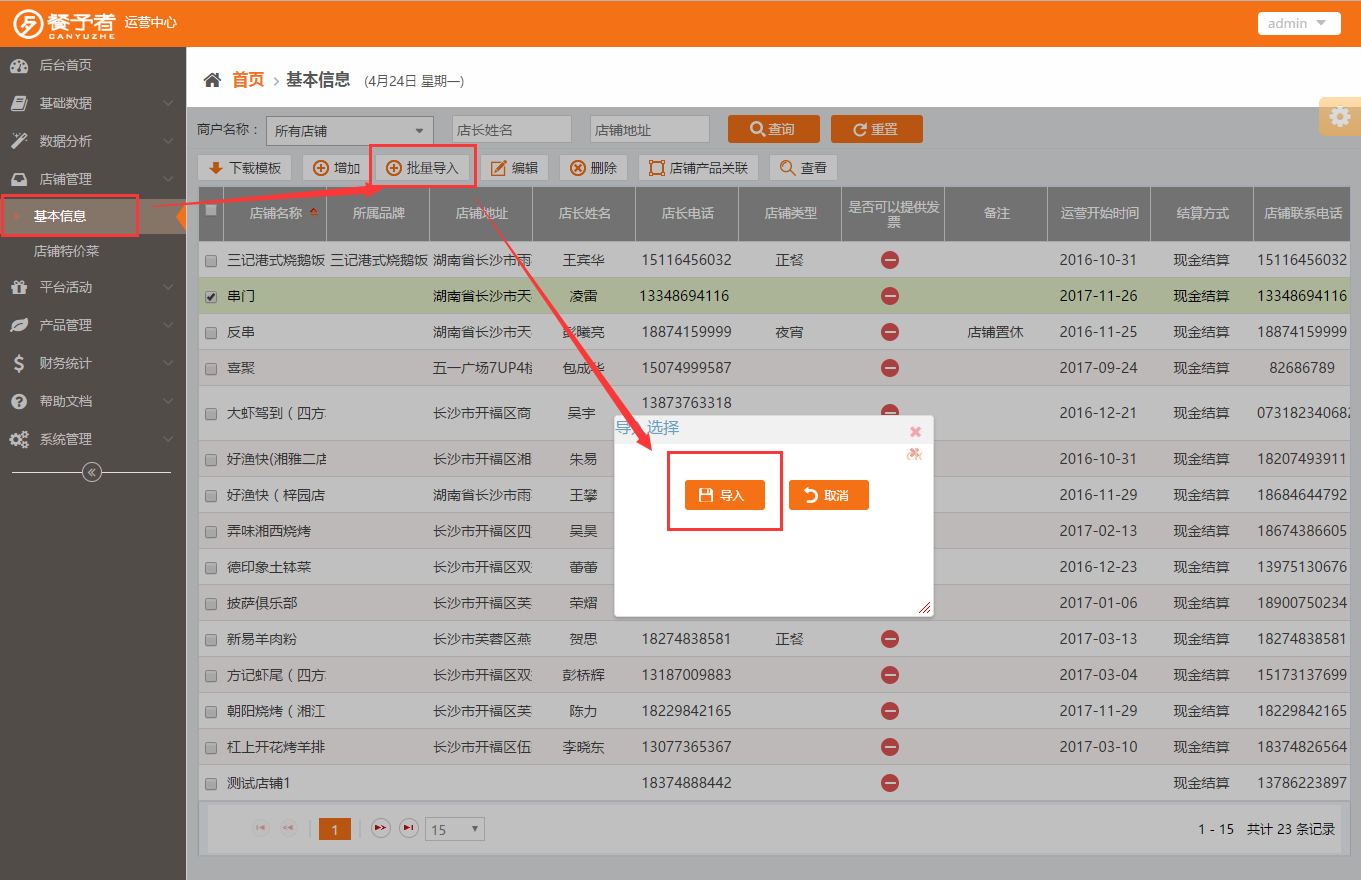 餐予者 运营中心
CANYUZHE
admin
后台首页
基础数据
数据分析
店铺管理
基本信息
店铺特价菜
平台活动
产品管理
财务统计
帮助文档
系统管理
首页 > 基本信息 (4月24日 星期一)
商户名称： 所有店铺 店长姓名 店铺地址 查询 重置
下载模板 增加 批量导入 编辑 删除 店铺产品关联 查看
店铺名称 所属品牌 店铺地址 店长姓名 店长电话 店铺类型 是否可以提供发票 备注 运营开始时间 结算方式 店铺联系电话
三记港式烧鹅饭 三记港式烧鹅饭 湖南省长沙市雨 王宾华 15116456032 正餐 2016-10-31 现金结算 15116456032
串门 湖南省长沙市天 凌雷 13348694116 2017-11-26 现金结算 13348694116
反串 湖南省长沙市天 彭曦亮 18874159999 夜宵 店铺置休 2016-11-25 现金结算 18874159999
喜聚 五一广场7UP4楼 包成华 15074999587 2017-09-24 现金结算 82686789
大虾驾到（四方 长沙市开福区商 吴宇 13873763318 2016-12-21 现金结算 073182340682
好渔快(湘雅二店 长沙市开福区湘 朱易 2016-10-31 现金结算 18207493911
好渔快（梓园店 湖南省长沙市雨 王攀 2016-11-29 现金结算 18684644792
弄味湘西烧烤 长沙市开福区四 吴昊 2017-02-13 现金结算 18674386605
德印象土钵菜 长沙市开福区双 蕾蕾 2016-12-23 现金结算 13975130676
披萨俱乐部 长沙市开福区芙 荣熠 2017-01-06 现金结算 18900750234
新易羊肉粉 长沙市芙蓉区燕 贺思 18274838581 正餐 2017-03-13 现金结算 18274838581
方记虾尾（四方 长沙市开福区双 彭桥辉 13187009883 2017-03-04 现金结算 15173137699
朝阳烧烤（湘江 长沙市开福区芙 陈力 18229842165 2017-11-29 现金结算 18229842165
杠上开花烤羊排 长沙市开福区伍 李晓东 13077365367 2017-03-10 现金结算 18374826564
测试店铺1 18374888442 现金结算 13786223897
导入选择
导入 取消
1 15 1 - 15 共计 23 条记录